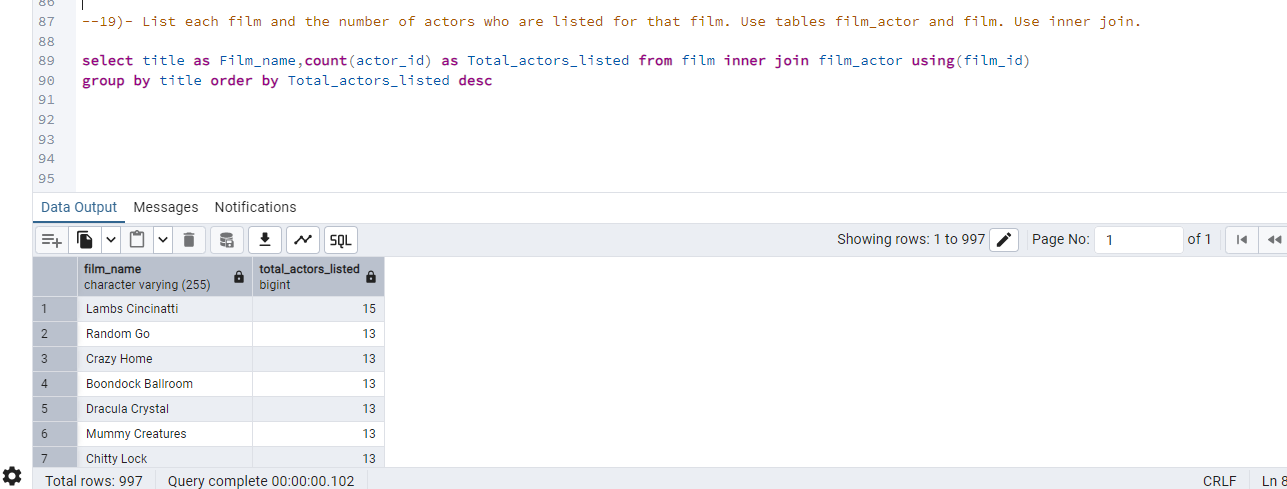 86
87 --19)- List each film and the number of actors who are listed for that film. Use tables film_actor and film. Use inner join.
88
89 select title as Film_name,count(actor_id) as Total_actors_listed from film inner join film_actor using(film_id)
90 group by title order by Total_actors_listed desc
91
92
93
94
95
Data Output Messages Notifications
SQL Showing rows: 1 to 997 Page No: 1 of 1
film_name total_actors_listed
character varying (255) bigint
1 Lambs Cincinatti 15
2 Random Go 13
3 Crazy Home 13
4 Boondock Ballroom 13
5 Dracula Crystal 13
6 Mummy Creatures 13
7 Chitty Lock 13
Total rows: 997 Query complete 00:00:00.102 CRLF Ln